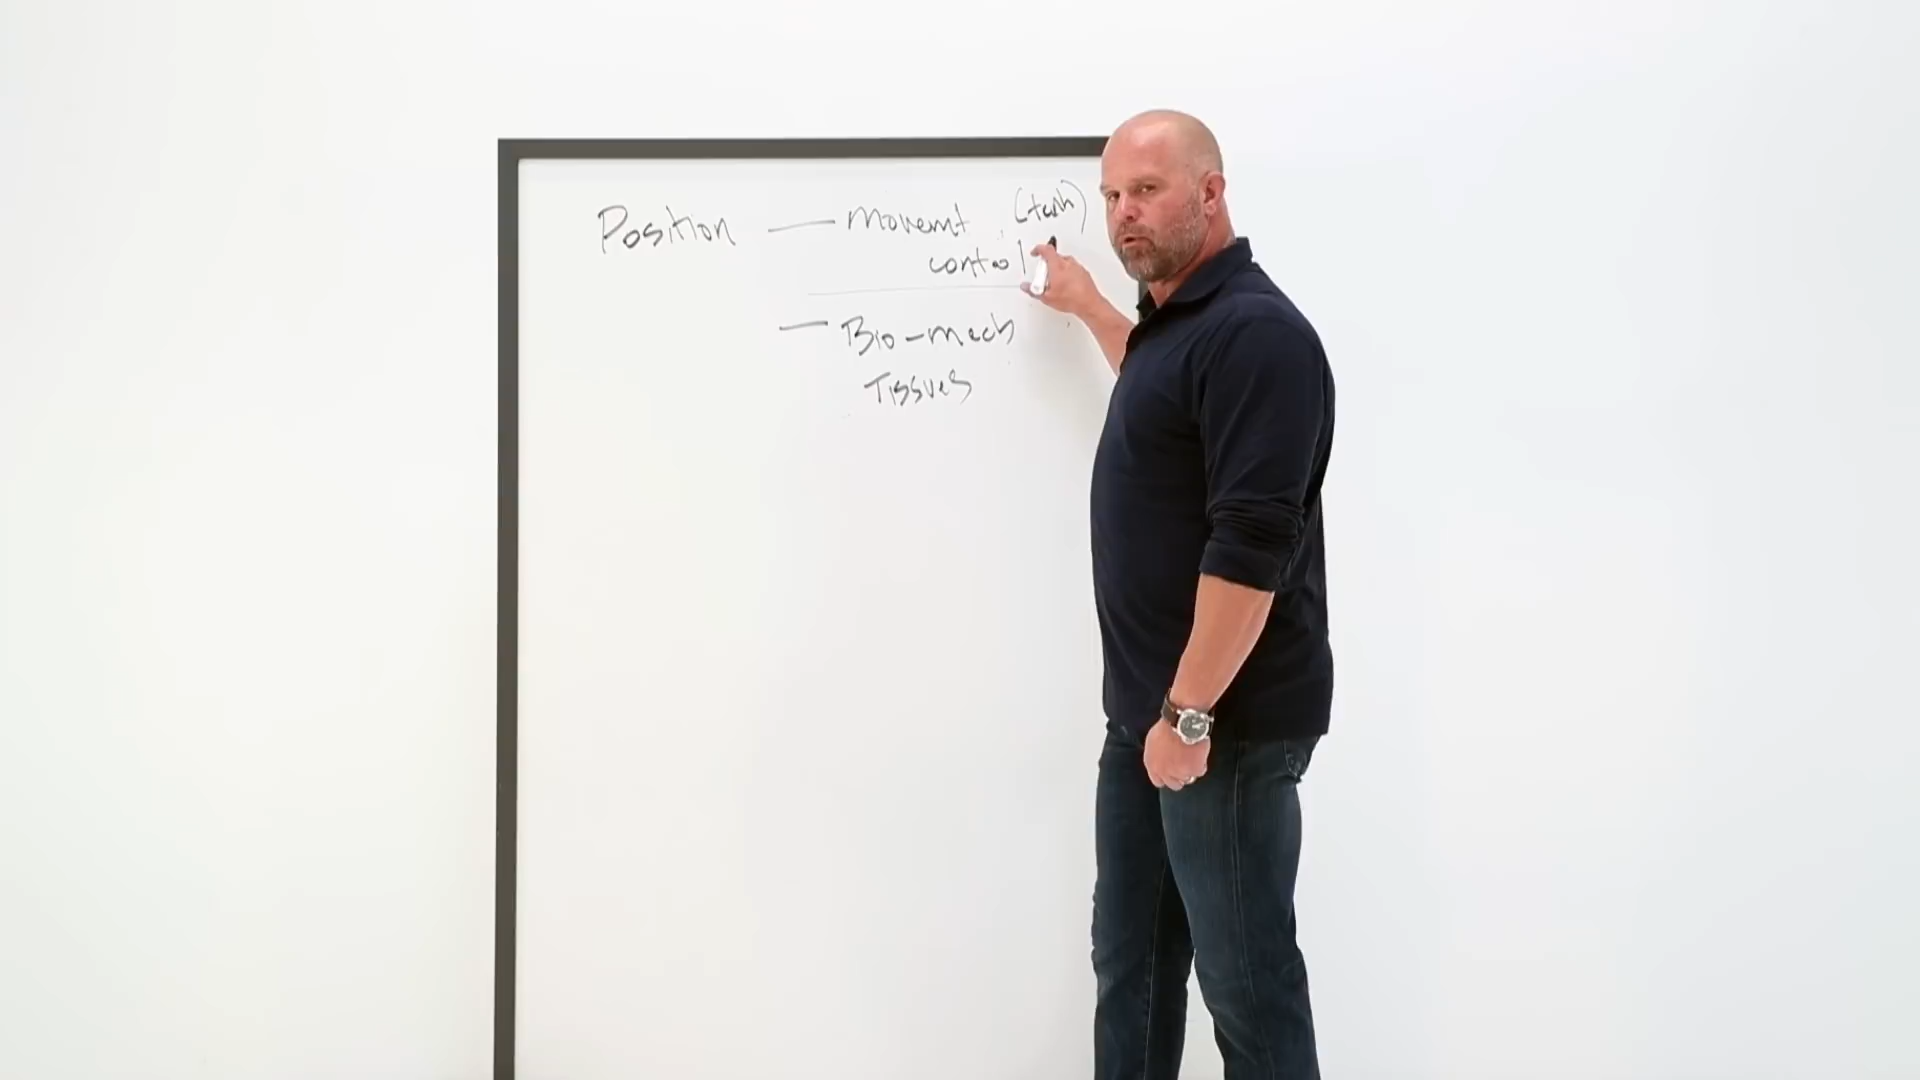 Position — Movemt (tech)
control
— Bio-mech
Tissues